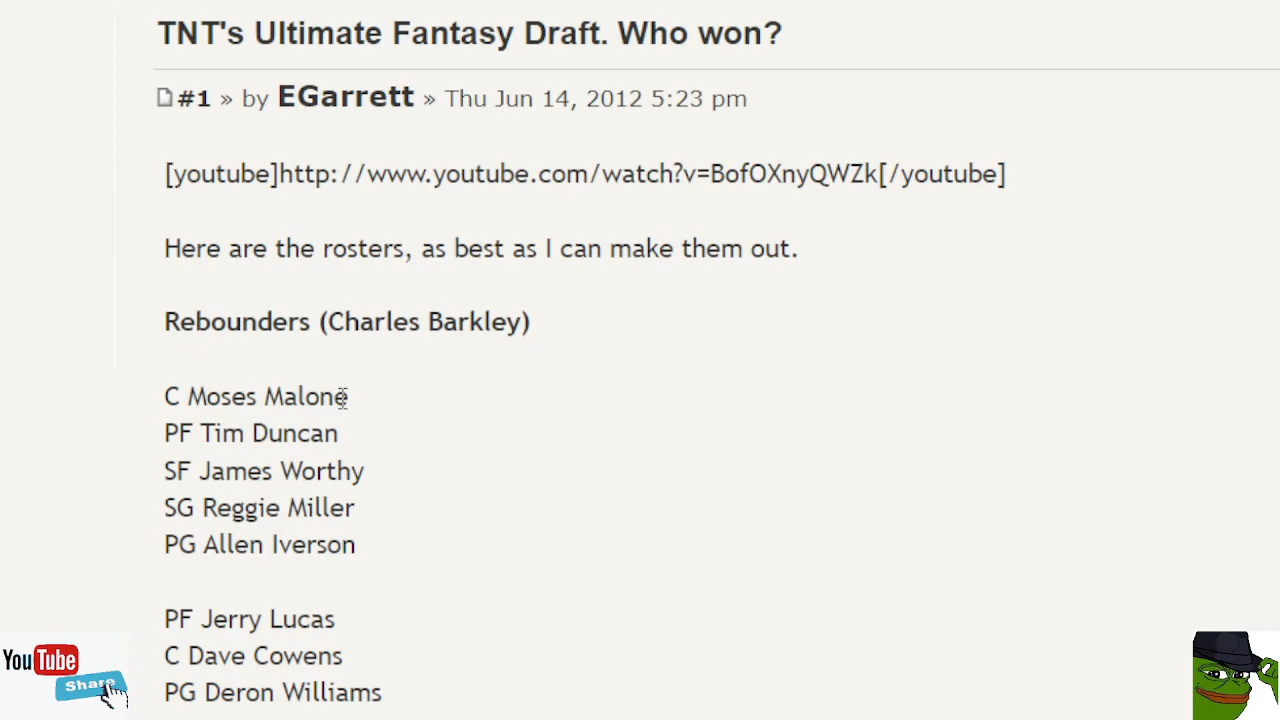 TNT's Ultimate Fantasy Draft. Who won?
#1 » by EGarrett » Thu Jun 14, 2012 5:23 pm
[youtube]http://www.youtube.com/watch?v=BofOXnyQWZk[/youtube]
Here are the rosters, as best as I can make them out.
Rebounders (Charles Barkley)
C Moses Malone
PF Tim Duncan
SF James Worthy
SG Reggie Miller
PG Allen Iverson
PF Jerry Lucas
C Dave Cowens
PG Deron Williams
YouTube
Share